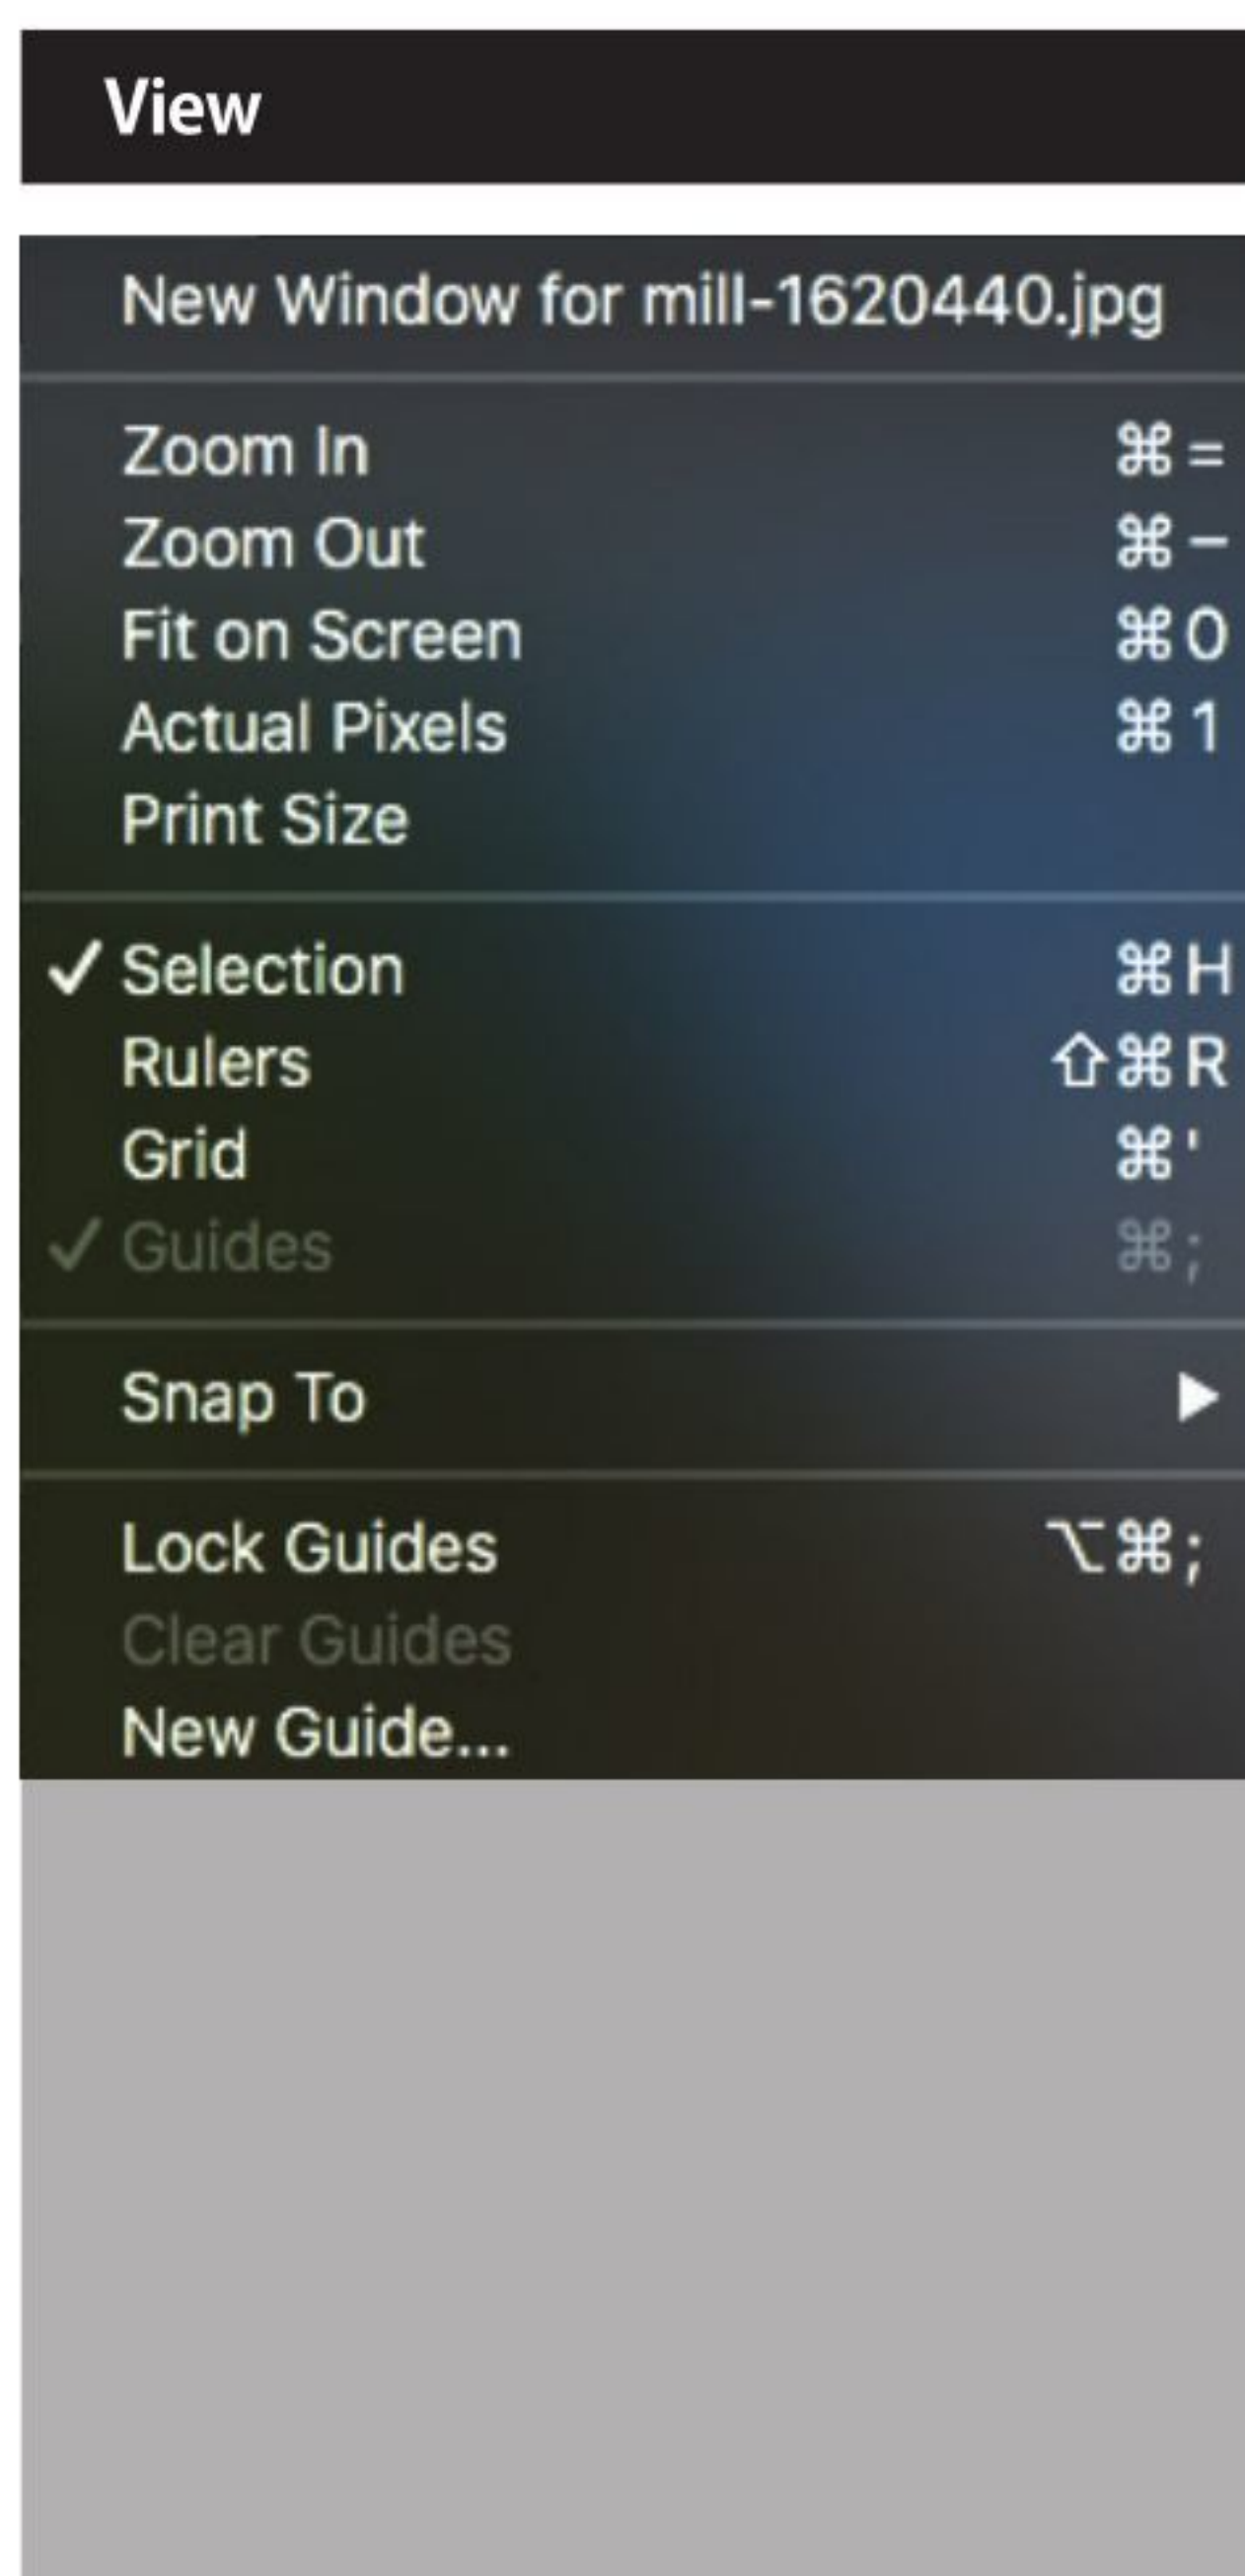 View
New Window for mill-1620440.jpg
Zoom In ⌘=
Zoom Out ⌘−
Fit on Screen ⌘0
Actual Pixels ⌘1
Print Size
✓ Selection ⌘H
Rulers ⇧⌘R
Grid ⌘'
✓ Guides ⌘;
Snap To ▶
Lock Guides ⌥⌘;
Clear Guides
New Guide...